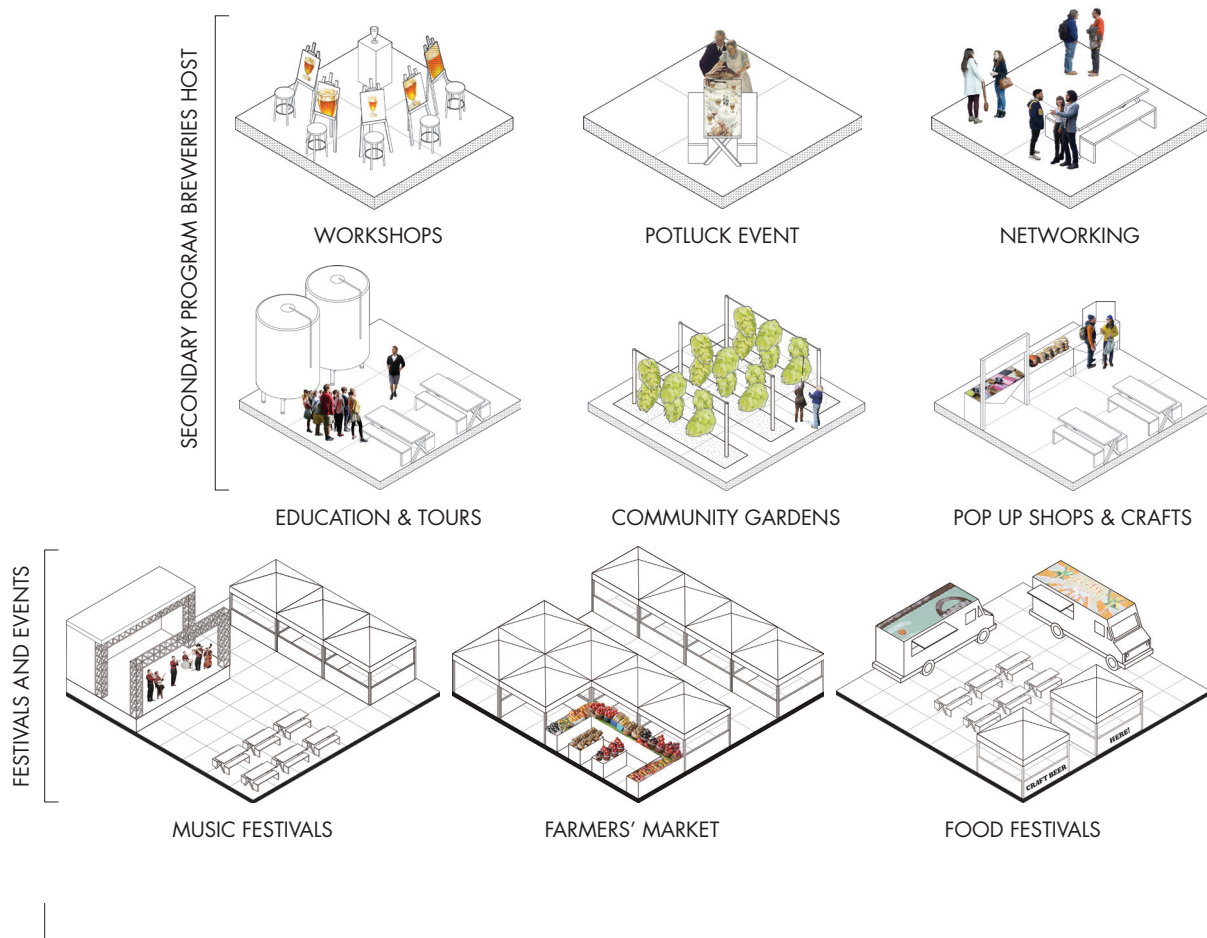 SECONDARY PROGRAM BREWERIES HOST
WORKSHOPS
POTLUCK EVENT
NETWORKING
EDUCATION & TOURS
COMMUNITY GARDENS
POP UP SHOPS & CRAFTS
FESTIVALS AND EVENTS
HERE!
CRAFT BEER
MUSIC FESTIVALS
FARMERS’ MARKET
FOOD FESTIVALS